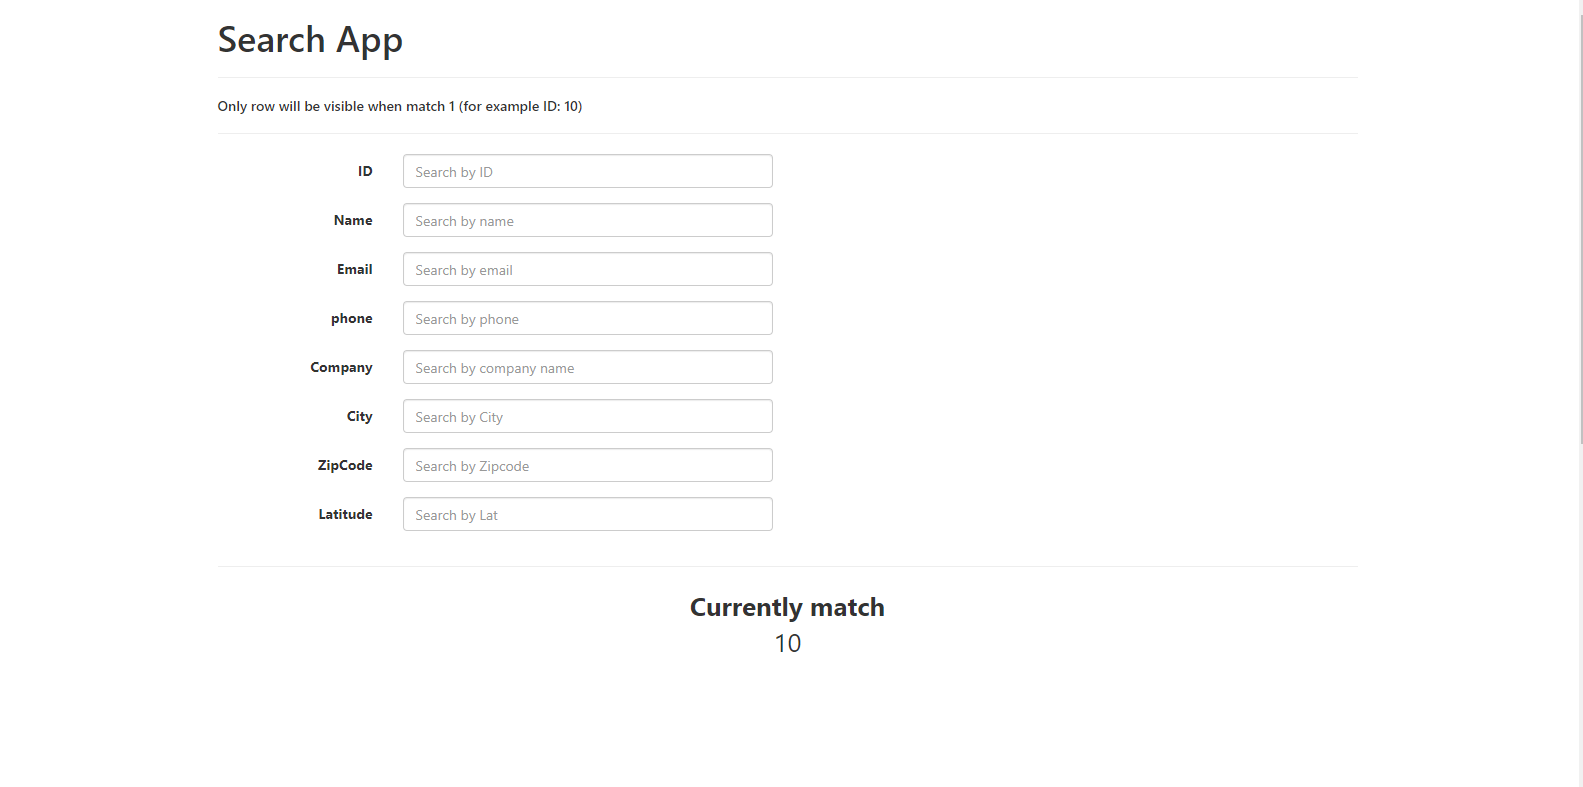 Search App
Only row will be visible when match 1 (for example ID: 10)
ID Search by ID
Name Search by name
Email Search by email
phone Search by phone
Company Search by company name
City Search by City
ZipCode Search by Zipcode
Latitude Search by Lat
Currently match
10